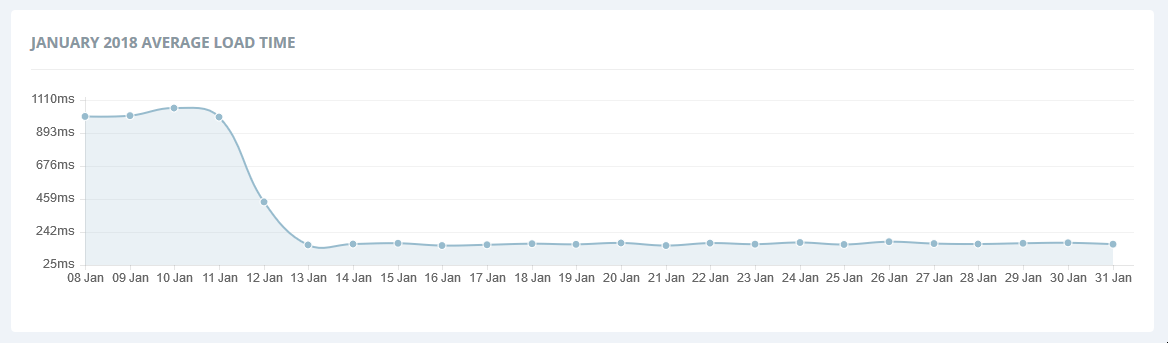 JANUARY 2018 AVERAGE LOAD TIME
1110ms
893ms
676ms
459ms
242ms
25ms
08 Jan 09 Jan 10 Jan 11 Jan 12 Jan 13 Jan 14 Jan 15 Jan 16 Jan 17 Jan 18 Jan 19 Jan 20 Jan 21 Jan 22 Jan 23 Jan 24 Jan 25 Jan 26 Jan 27 Jan 28 Jan 29 Jan 30 Jan 31 Jan